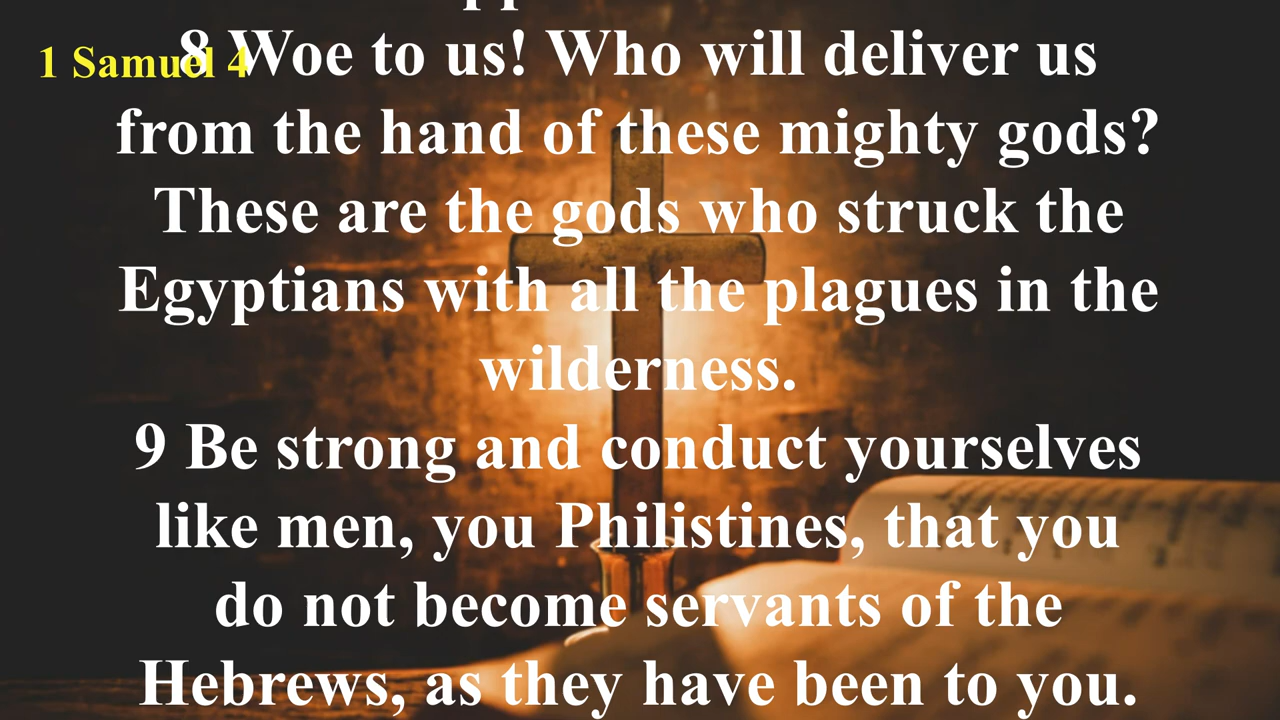 1 Samuel 4
8 Woe to us! Who will deliver us
from the hand of these mighty gods?
These are the gods who struck the
Egyptians with all the plagues in the
wilderness.
9 Be strong and conduct yourselves
like men, you Philistines, that you
do not become servants of the
Hebrews, as they have been to you.